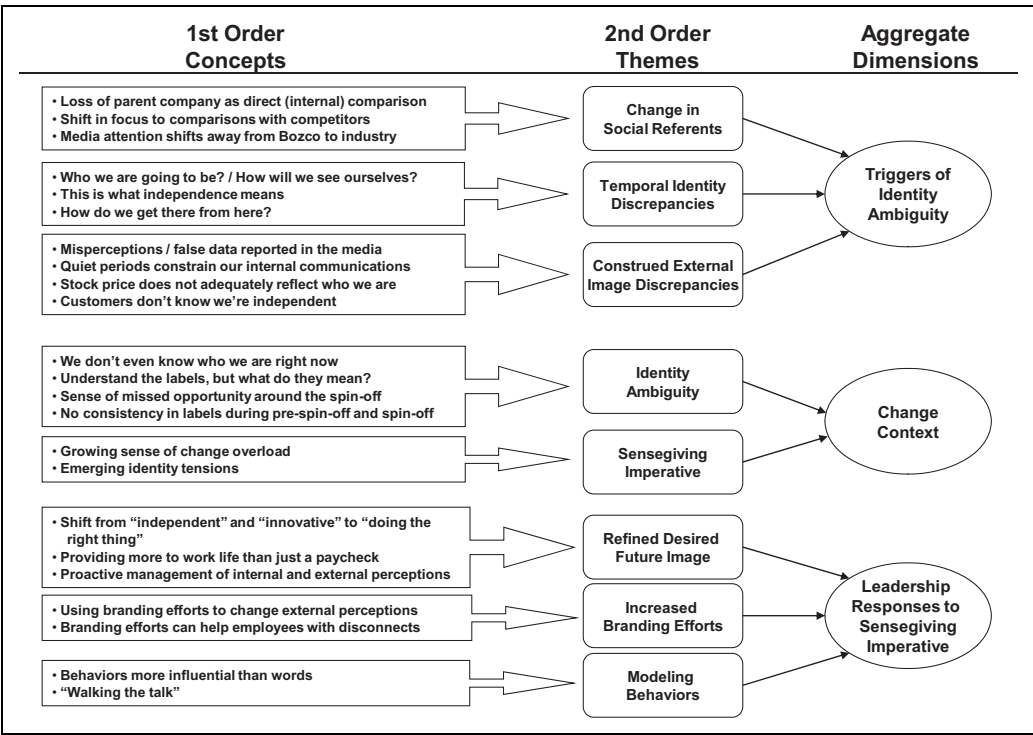 1st Order
Concepts
2nd Order
Themes
Aggregate
Dimensions
• Loss of parent company as direct (internal) comparison
• Shift in focus to comparisons with competitors
• Media attention shifts away from Bozco to industry
Change in
Social Referents
• Who we are going to be? / How will we see ourselves?
• This is what independence means
• How do we get there from here?
Temporal Identity
Discrepancies
Triggers of
Identity
Ambiguity
• Misperceptions / false data reported in the media
• Quiet periods constrain our internal communications
• Stock price does not adequately reflect who we are
• Customers don’t know we’re independent
Construed External
Image Discrepancies
• We don’t even know who we are right now
• Understand the labels, but what do they mean?
• Sense of missed opportunity around the spin-off
• No consistency in labels during pre-spin-off and spin-off
Identity
Ambiguity
Change
Context
• Growing sense of change overload
• Emerging identity tensions
Sensegiving
Imperative
• Shift from “independent” and “innovative” to “doing the
right thing”
• Providing more to work life than just a paycheck
• Proactive management of internal and external perceptions
Refined Desired
Future Image
• Using branding efforts to change external perceptions
• Branding efforts can help employees with disconnects
Increased
Branding Efforts
Leadership
Responses to
Sensegiving
Imperative
• Behaviors more influential than words
• “Walking the talk”
Modeling
Behaviors